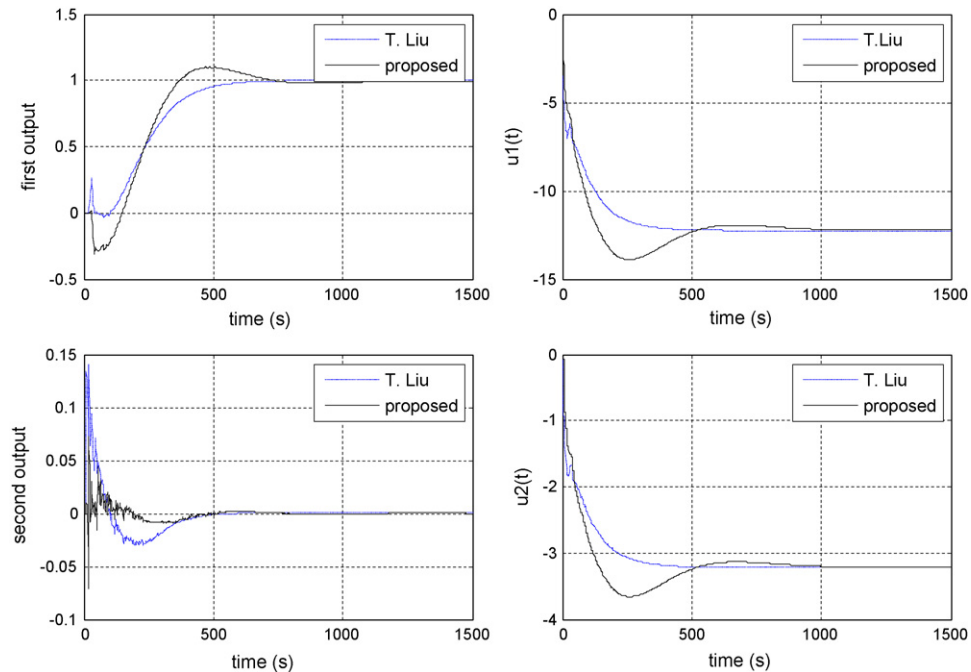 1.5
1
0.5
0
-0.5
first output
0
500
1000
1500
time (s)
T. Liu
proposed
0
-5
-10
-15
u1(t)
0
500
1000
1500
time (s)
T.Liu
proposed
0.15
0.1
0.05
0
-0.05
-0.1
second output
0
500
1000
1500
time (s)
T. Liu
proposed
0
-1
-2
-3
-4
u2(t)
0
500
1000
1500
time (s)
T. Liu
proposed